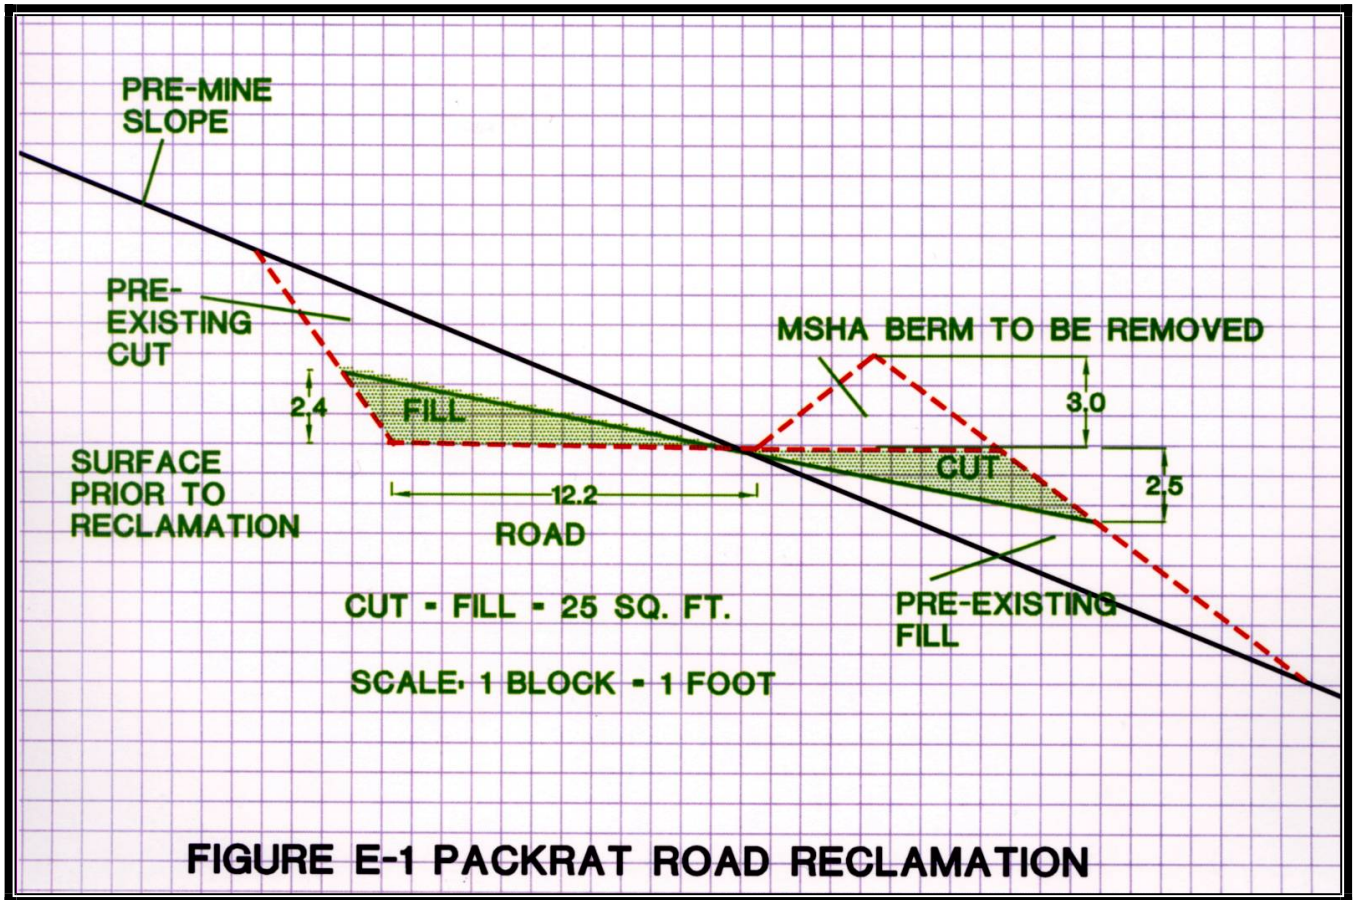 PRE-MINE
SLOPE
PRE-
EXISTING
CUT
MSHA BERM TO BE REMOVED
2.4
FILL
3.0
CUT
2.5
SURFACE
PRIOR TO
RECLAMATION
12.2
ROAD
PRE-EXISTING
FILL
CUT = FILL = 25 SQ. FT.
SCALE: 1 BLOCK = 1 FOOT
FIGURE E-1 PACKRAT ROAD RECLAMATION